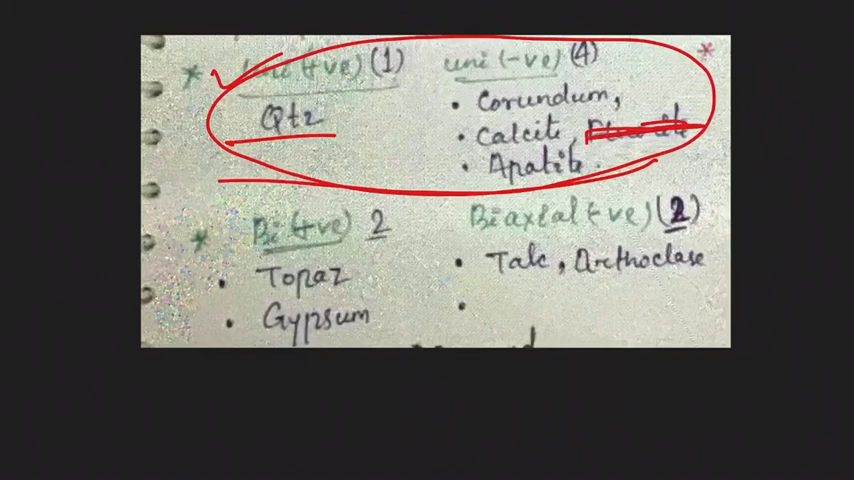 * Uni (+ve) (1) uni (-ve) (4) *
Qtz • Corundum,
• Calcite,
• Apatite.
* Bi (+ve) 2 Biaxial (-ve) (2)
• Topaz • Talc, Orthoclase
• Gypsum •